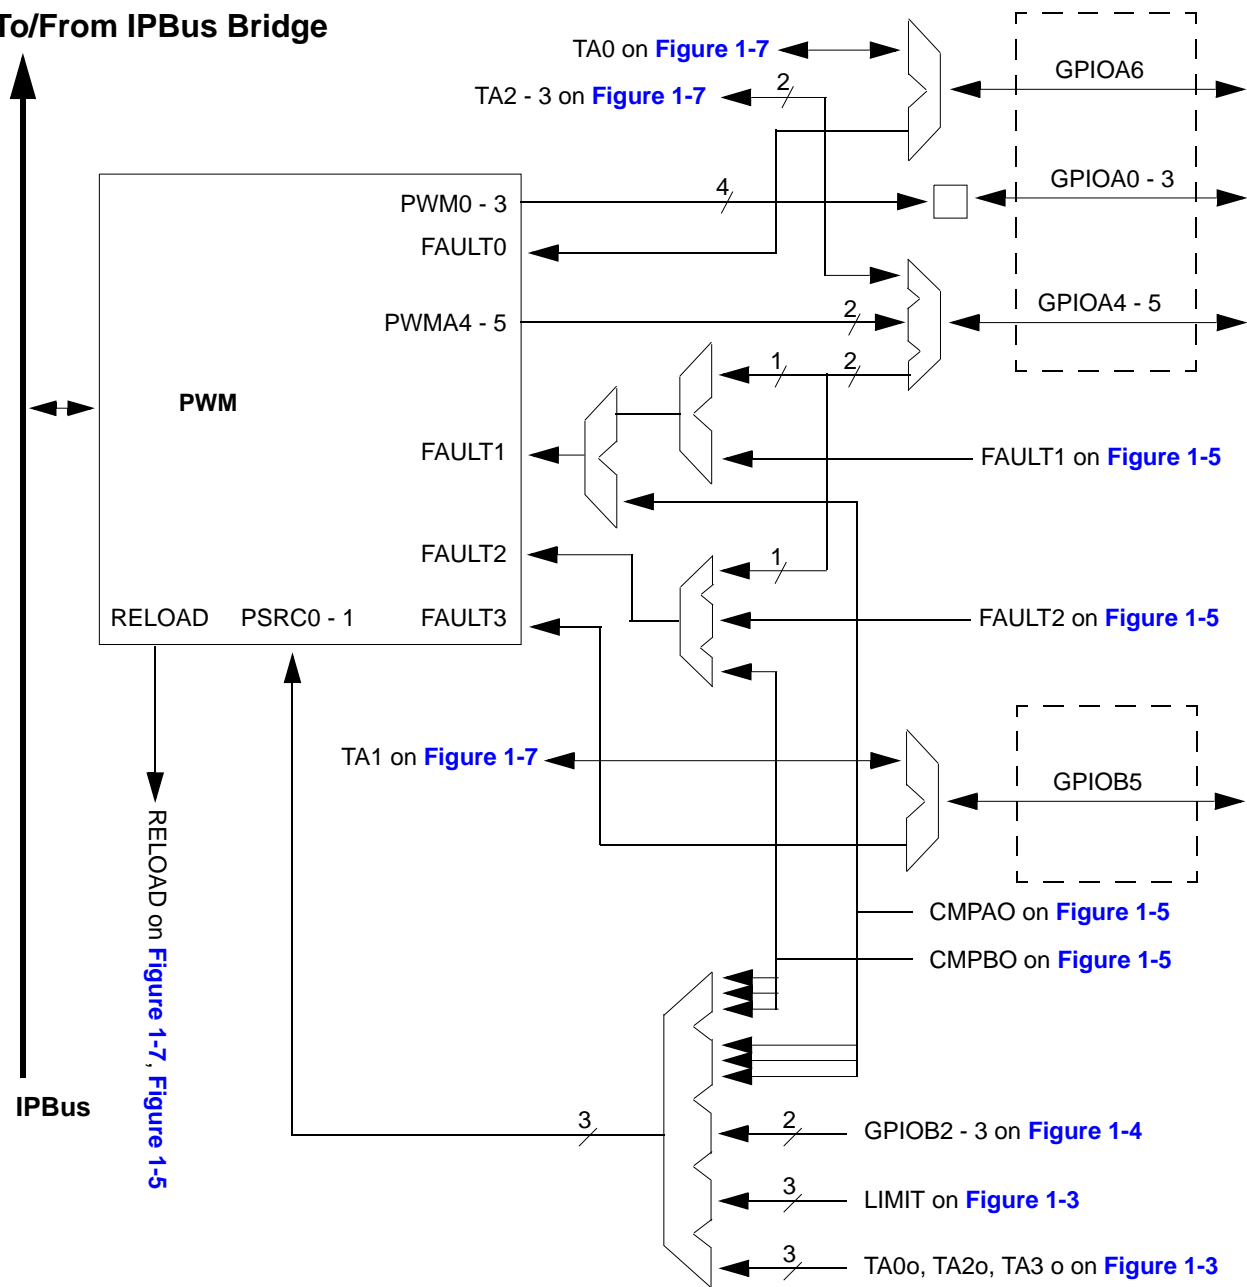 To/From IPBus Bridge
TA0 on Figure 1-7
GPIOA6
TA2 - 3 on Figure 1-7
2
PWM0 - 3
4
GPIOA0 - 3
FAULT0
PWMA4 - 5
2
GPIOA4 - 5
1
2
PWM
FAULT1
FAULT1 on Figure 1-5
FAULT2
1
RELOAD
PSRC0 - 1
FAULT3
FAULT2 on Figure 1-5
TA1 on Figure 1-7
GPIOB5
RELOAD on Figure 1-7, Figure 1-5
CMPAO on Figure 1-5
CMPBO on Figure 1-5
IPBus
3
2
GPIOB2 - 3 on Figure 1-4
3
LIMIT on Figure 1-3
3
TA0o, TA2o, TA3 o on Figure 1-3